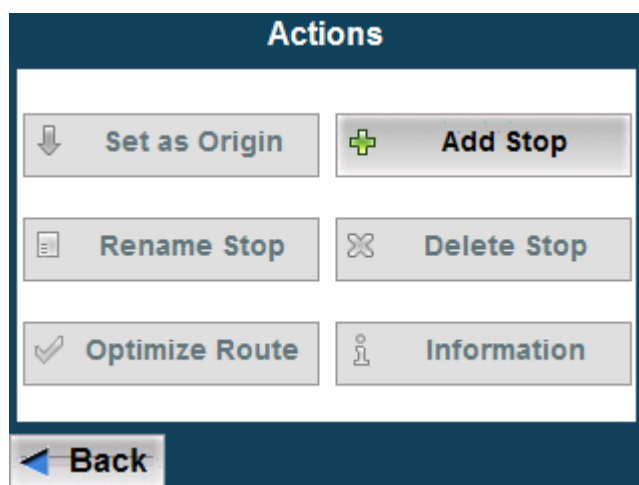 Actions
Set as Origin
Add Stop
Rename Stop
Delete Stop
Optimize Route
Information
Back